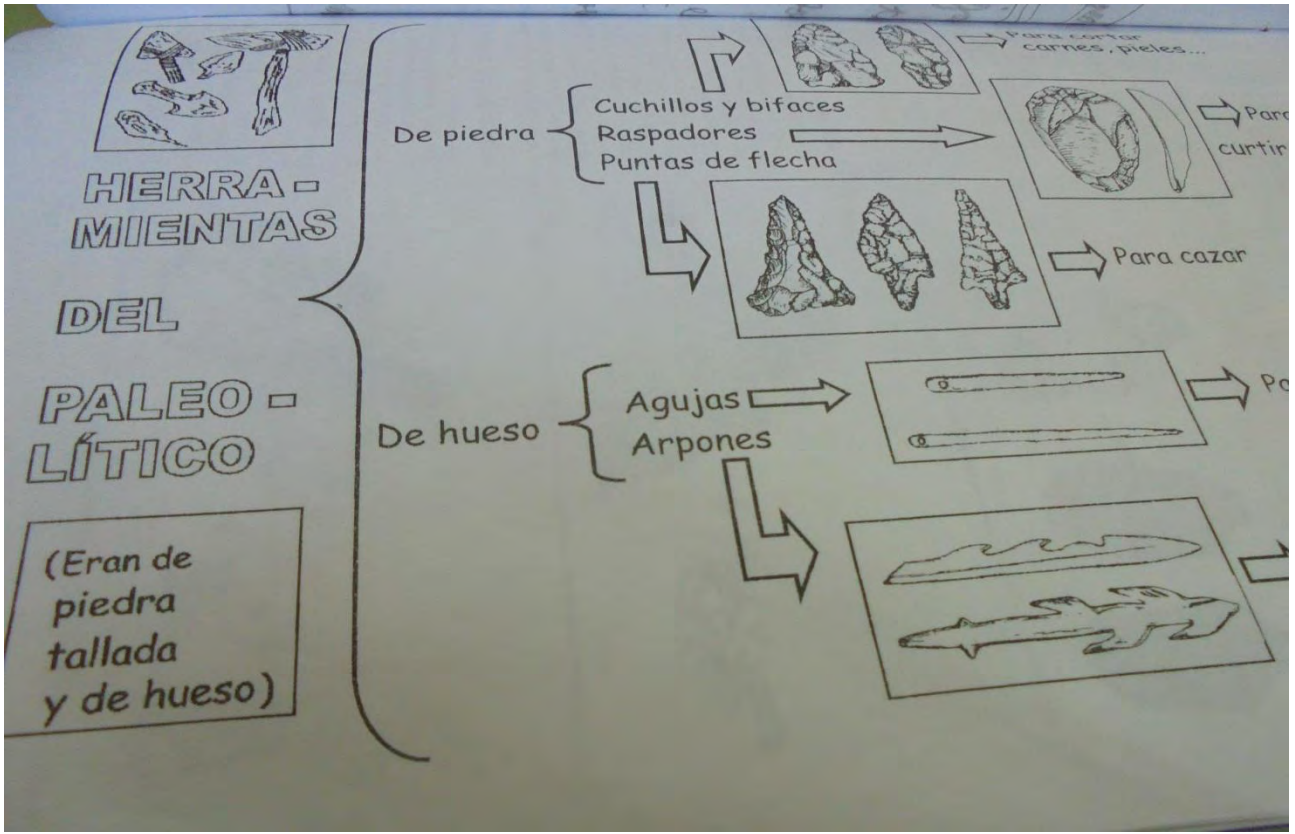 HERRA-
MIENTAS
DEL
PALEO-
LÍTICO
(Eran de
piedra
tallada
y de hueso)
De piedra
Cuchillos y bifaces
Raspadores
Puntas de flecha
Para cortar
carnes, pieles...
Para
curtir
Para cazar
De hueso
Agujas
Arpones